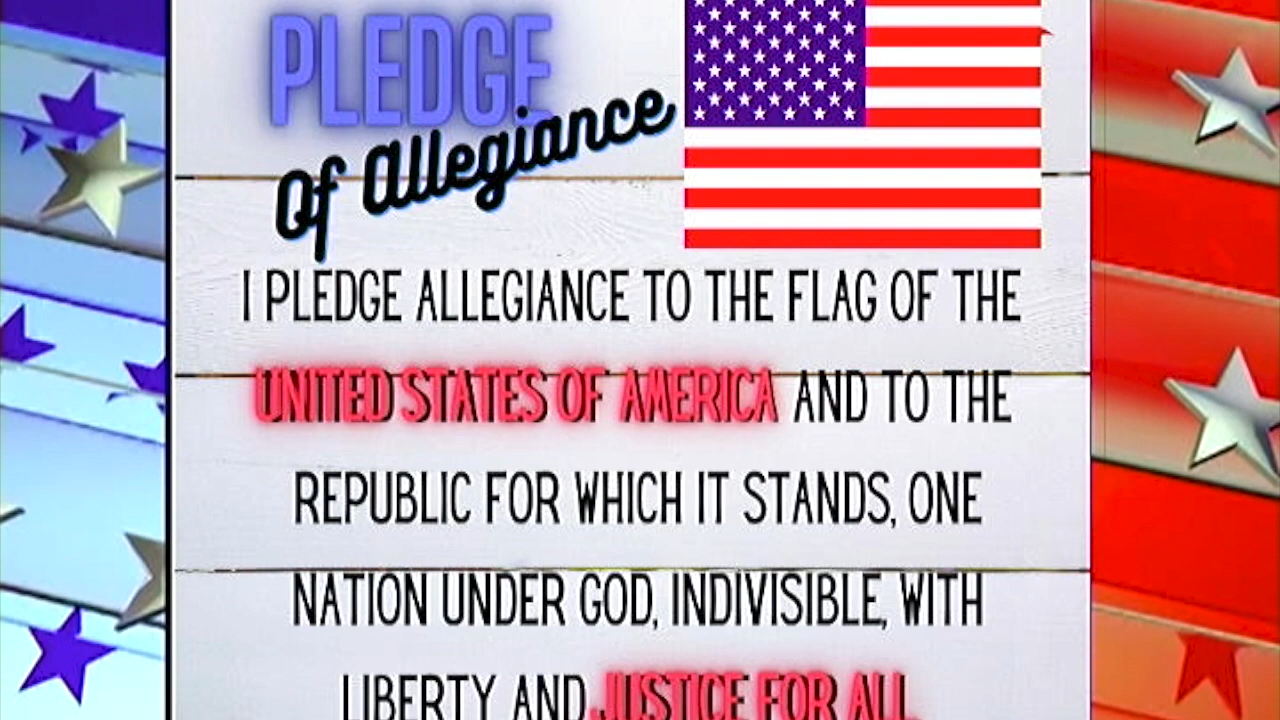 PLEDGE
Of Allegiance
I PLEDGE ALLEGIANCE TO THE FLAG OF THE
UNITED STATES OF AMERICA AND TO THE
REPUBLIC FOR WHICH IT STANDS, ONE
NATION UNDER GOD, INDIVISIBLE, WITH
LIBERTY AND JUSTICE FOR ALL